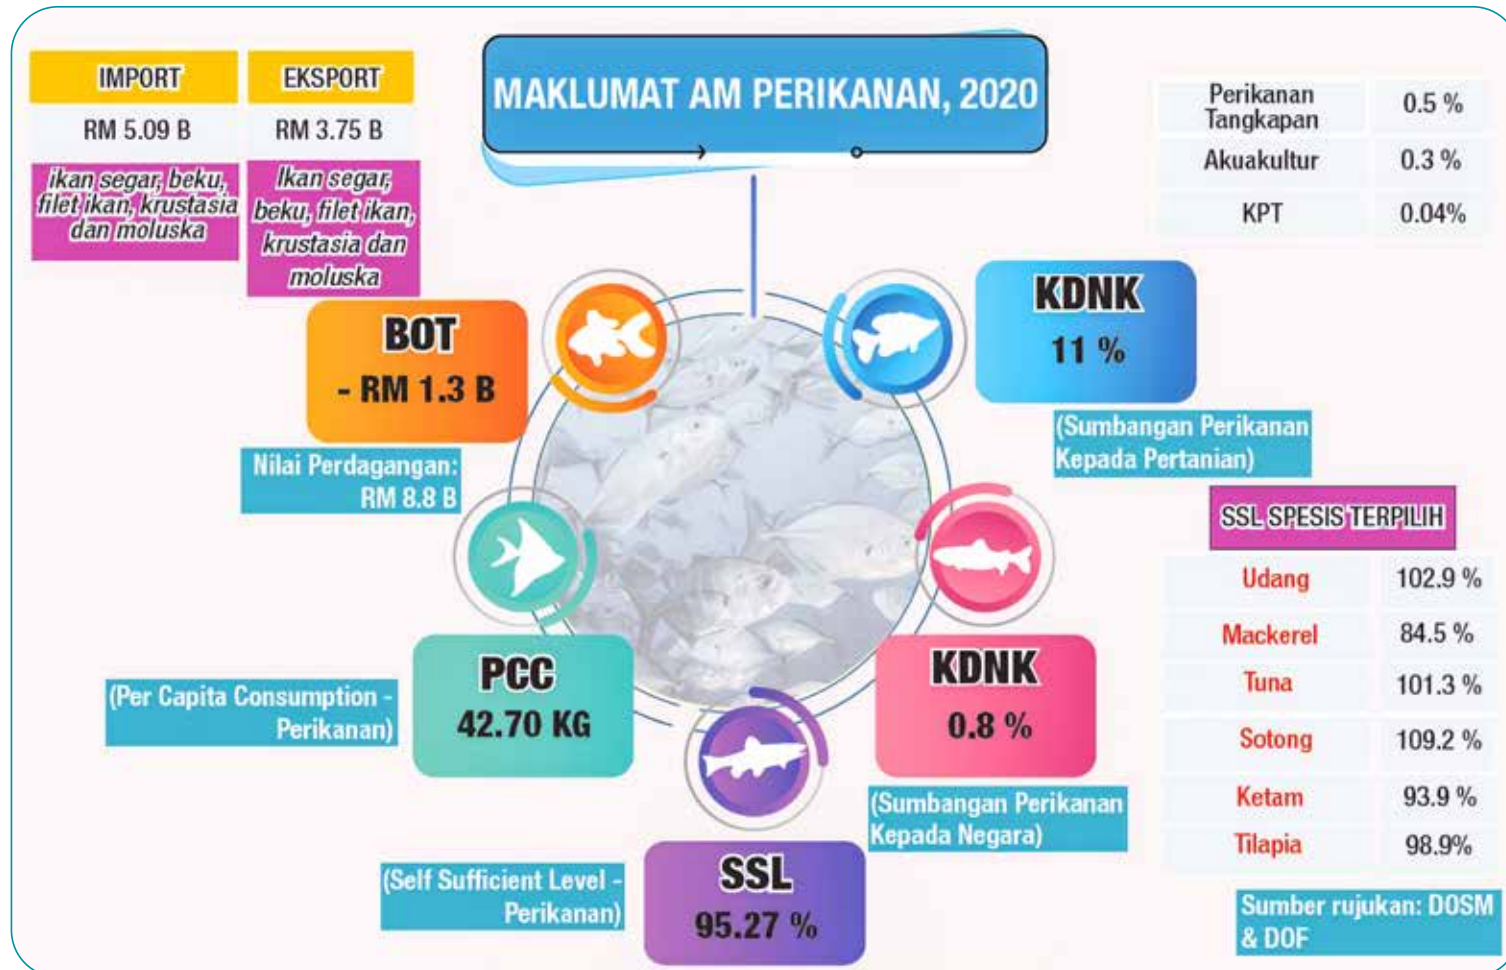 MAKLUMAT AM PERIKANAN, 2020
IMPORT
RM 5.09 B
ikan segar, beku,
filet ikan, krustasia
dan moluska
EKSPORT
RM 3.75 B
Ikan segar,
beku, filet ikan,
krustasia dan
moluska
BOT
- RM 1.3 B
Nilai Perdagangan:
RM 8.8 B
Perikanan
Tangkapan
0.5 %
Akuakultur
0.3 %
KPT
0.04%
KDNK
11 %
(Sumbangan Perikanan
Kepada Pertanian)
PCC
42.70 KG
(Per Capita Consumption -
Perikanan)
KDNK
0.8 %
(Sumbangan Perikanan
Kepada Negara)
SSL
95.27 %
(Self Sufficient Level -
Perikanan)
SSL SPESIS TERPILIH
Udang 102.9 %
Mackerel 84.5 %
Tuna 101.3 %
Sotong 109.2 %
Ketam 93.9 %
Tilapia 98.9%
Sumber rujukan: DOSM
& DOF